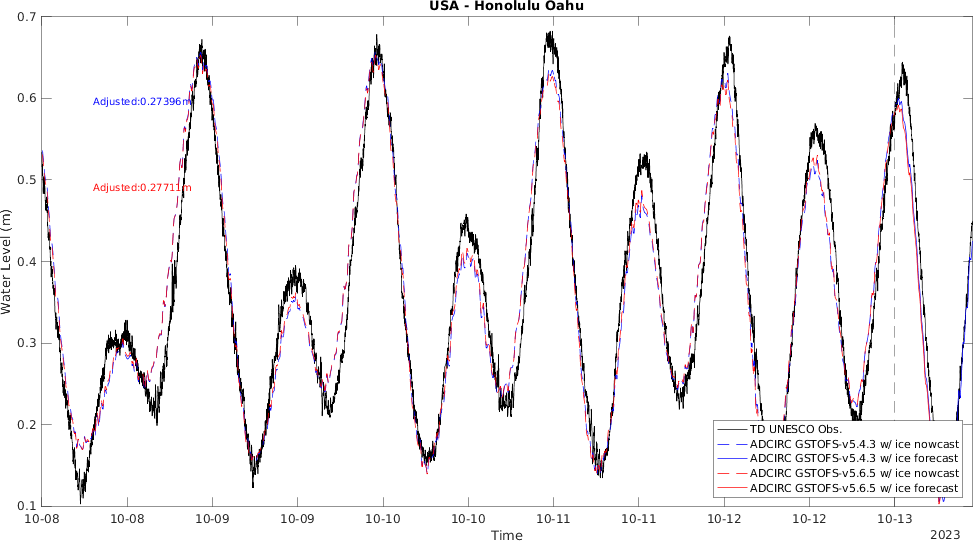 USA - Honolulu Oahu
0.7
0.6
0.5
0.4
0.3
0.2
0.1
Water Level (m)
Adjusted:0.27396m
Adjusted:0.27711m
TD UNESCO Obs.
ADCIRC GSTOFS-v5.4.3 w/ ice nowcast
ADCIRC GSTOFS-v5.4.3 w/ ice forecast
ADCIRC GSTOFS-v5.6.5 w/ ice nowcast
ADCIRC GSTOFS-v5.6.5 w/ ice forecast
10-08 10-08 10-09 10-09 10-10 10-10 10-11 10-11 10-12 10-12 10-13
Time
2023